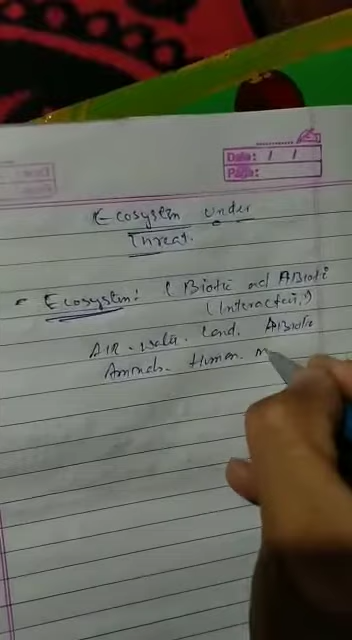 Date: / /
Page:
Ecosystem under
Threat.
- Ecosystem: ( Biotic and ABiotic
(Interaction,)
AIR - water - land. ABiotic
Animals - Human - m